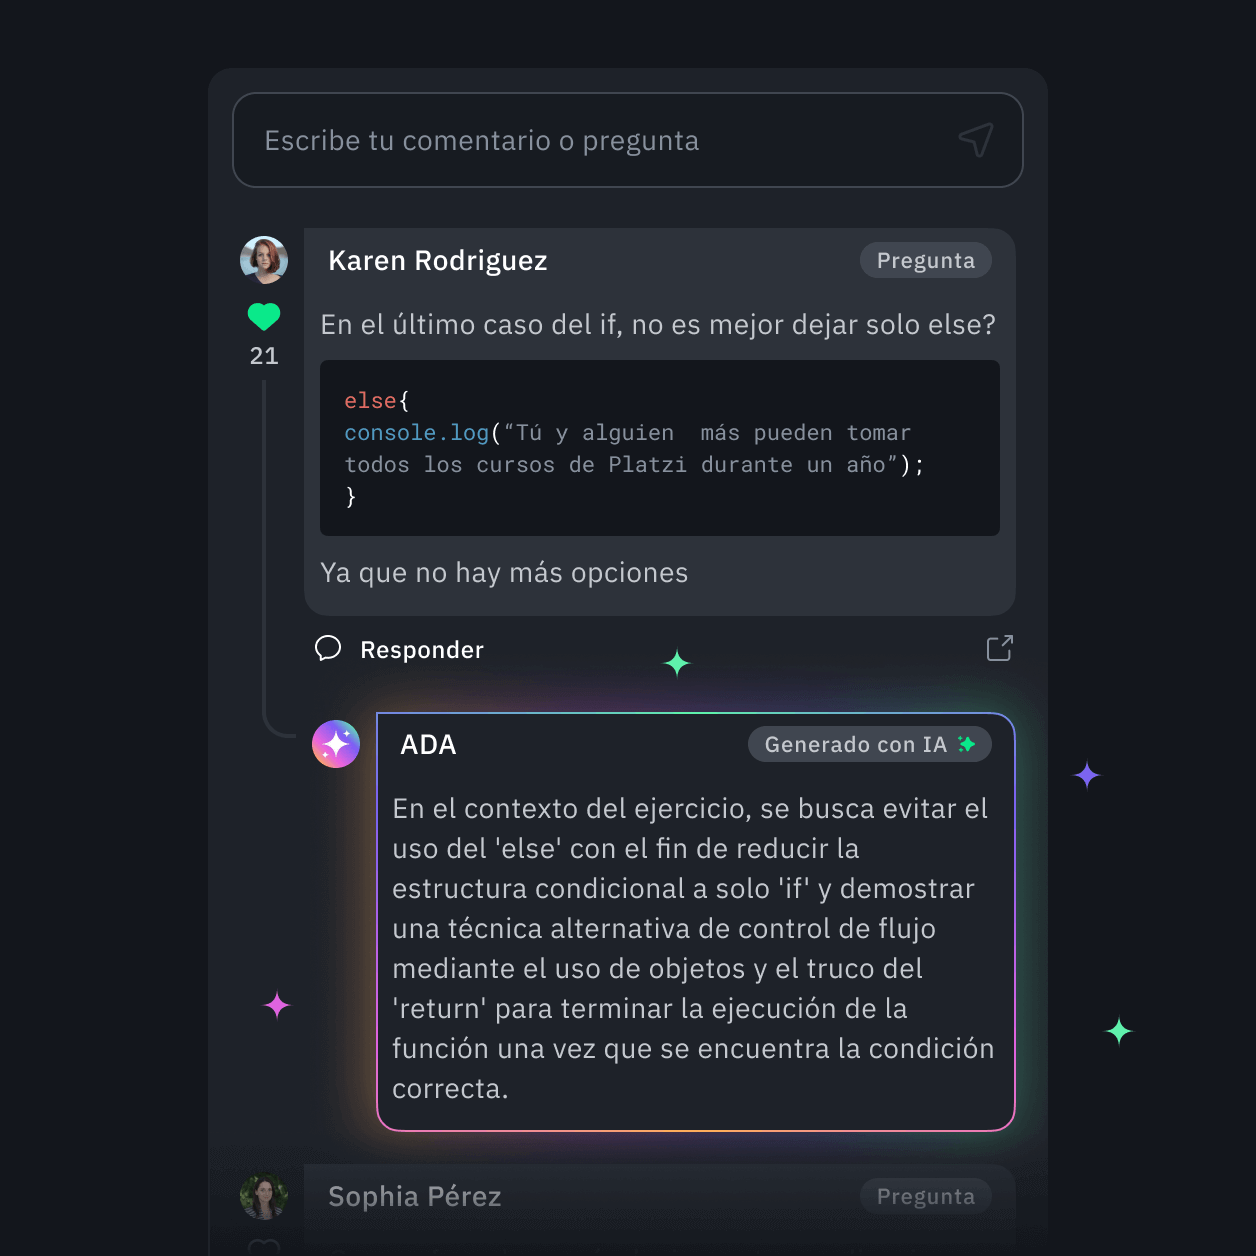 Escribe tu comentario o pregunta
Karen Rodriguez
Pregunta
21
En el último caso del if, no es mejor dejar solo else?
else{
console.log(“Tú y alguien  más pueden tomar
todos los cursos de Platzi durante un año”);
}
Ya que no hay más opciones
Responder
ADA
Generado con IA
En el contexto del ejercicio, se busca evitar el
uso del 'else' con el fin de reducir la
estructura condicional a solo 'if' y demostrar
una técnica alternativa de control de flujo
mediante el uso de objetos y el truco del
'return' para terminar la ejecución de la
función una vez que se encuentra la condición
correcta.
Sophia Pérez
Pregunta